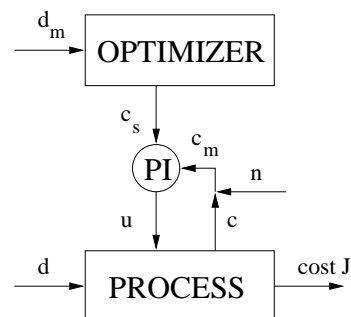 d_m
OPTIMIZER
c_s
c_m
PI
n
u
c
d
cost J
PROCESS